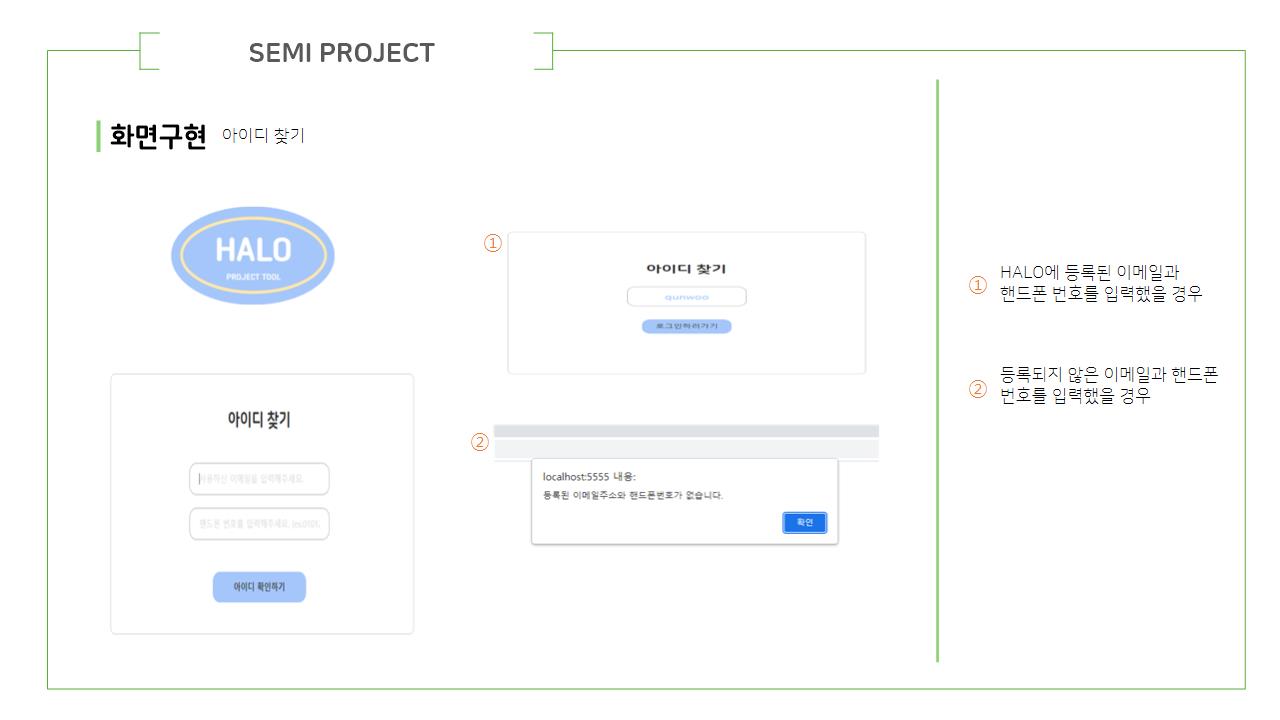 SEMI PROJECT
화면구현 아이디 찾기
HALO
PROJECT TOOL
아이디 찾기
사용하신 이메일을 입력해주세요.
핸드폰 번호를 입력해주세요.
아이디 확인하기
①
아이디 찾기
qunwoo
로그인하러가기
②
localhost:5555 내용:
등록된 이메일주소와 핸드폰번호가 없습니다.
확인
① HALO에 등록된 이메일과
핸드폰 번호를 입력했을 경우
② 등록되지 않은 이메일과 핸드폰
번호를 입력했을 경우